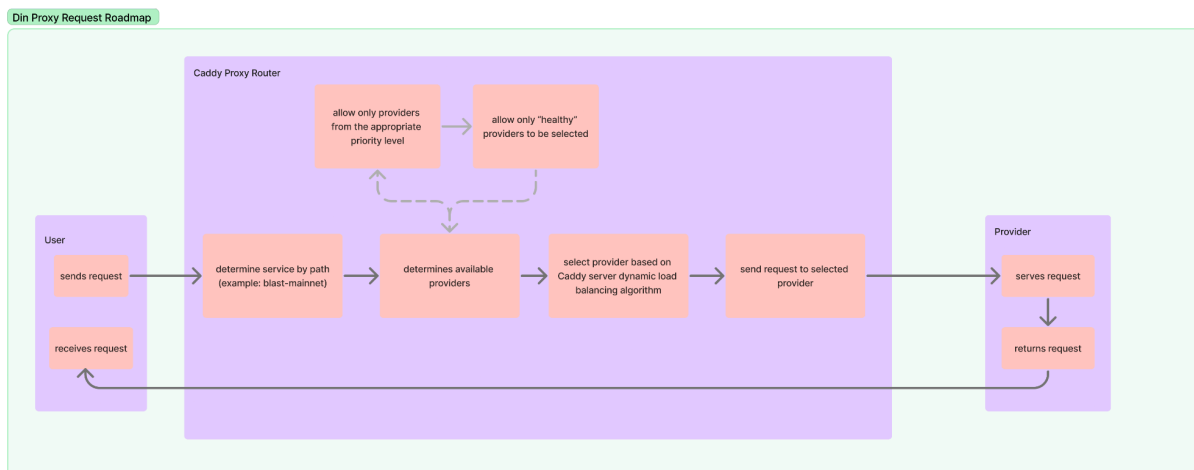 Din Proxy Request Roadmap
Caddy Proxy Router
allow only providers
from the appropriate
priority level
allow only “healthy”
providers to be selected
User
sends request
receives request
determine service by path
(example: blast-mainnet)
determines available
providers
select provider based on
Caddy server dynamic load
balancing algorithm
send request to selected
provider
Provider
serves request
returns request